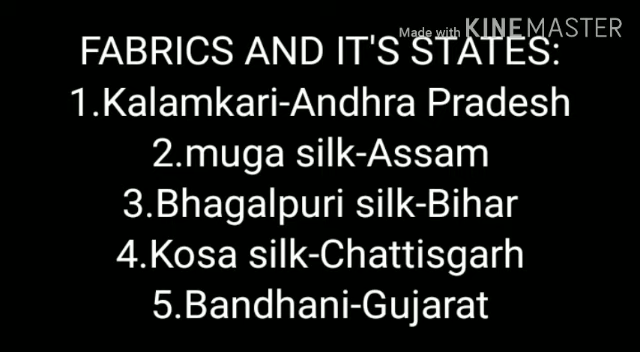 Made with KINEMASTER
FABRICS AND IT'S STATES:
1.Kalamkari-Andhra Pradesh
2.muga silk-Assam
3.Bhagalpuri silk-Bihar
4.Kosa silk-Chattisgarh
5.Bandhani-Gujarat